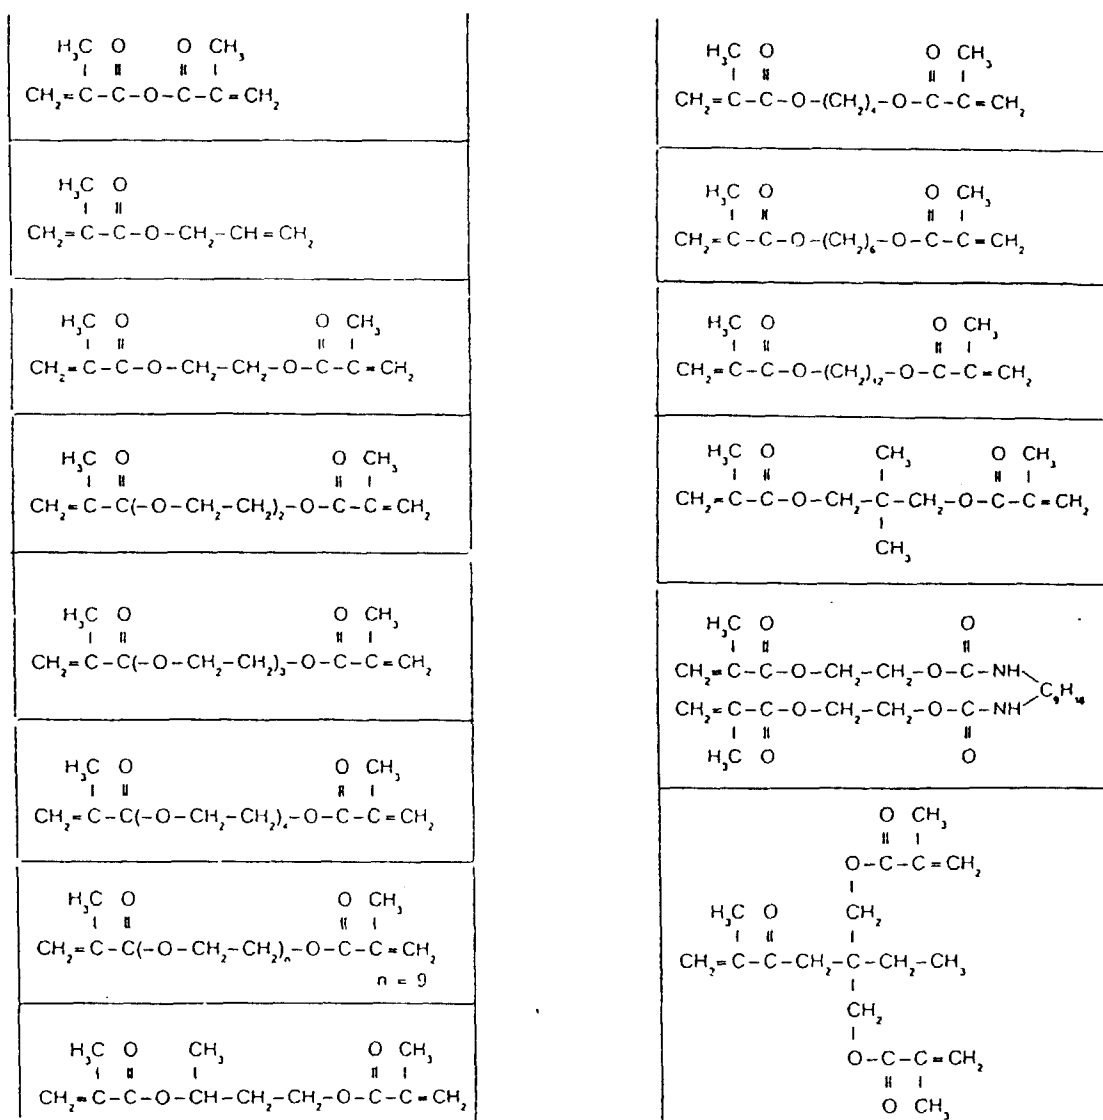 H₃C O O CH₃
CH₂=C-C-O-C-C=CH₂
H₃C O
CH₂=C-C-O-CH₂-CH=CH₂
H₃C O O CH₃
CH₂=C-C-O-CH₂-CH₂-O-C-C=CH₂
H₃C O O CH₃
CH₂=C-C(-O-CH₂-CH₂)₂-O-C-C=CH₂
H₃C O O CH₃
CH₂=C-C(-O-CH₂-CH₂)₃-O-C-C=CH₂
H₃C O O CH₃
CH₂=C-C(-O-CH₂-CH₂)₄-O-C-C=CH₂
H₃C O O CH₃
CH₂=C-C(-O-CH₂-CH₂)ₙ-O-C-C=CH₂
n = 9
H₃C O CH₃ O CH₃
CH₂=C-C-O-CH-CH₂-CH₂-O-C-C=CH₂
H₃C O O CH₃
CH₂=C-C-O-(CH₂)₄-O-C-C=CH₂
H₃C O O CH₃
CH₂=C-C-O-(CH₂)₆-O-C-C=CH₂
H₃C O O CH₃
CH₂=C-C-O-(CH₂)₁₂-O-C-C=CH₂
H₃C O CH₃ O CH₃
CH₂=C-C-O-CH₂-C-CH₂-O-C-C=CH₂
CH₃
H₃C O O
CH₂=C-C-O-CH₂-CH₂-O-C-NH
C₉H₁₈
CH₂=C-C-O-CH₂-CH₂-O-C-NH
H₃C O O
O CH₃
O-C-C=CH₂
H₃C O CH₂
CH₂=C-C-CH₂-C-CH₂-CH₃
CH₂
O-C-C=CH₂
O CH₃